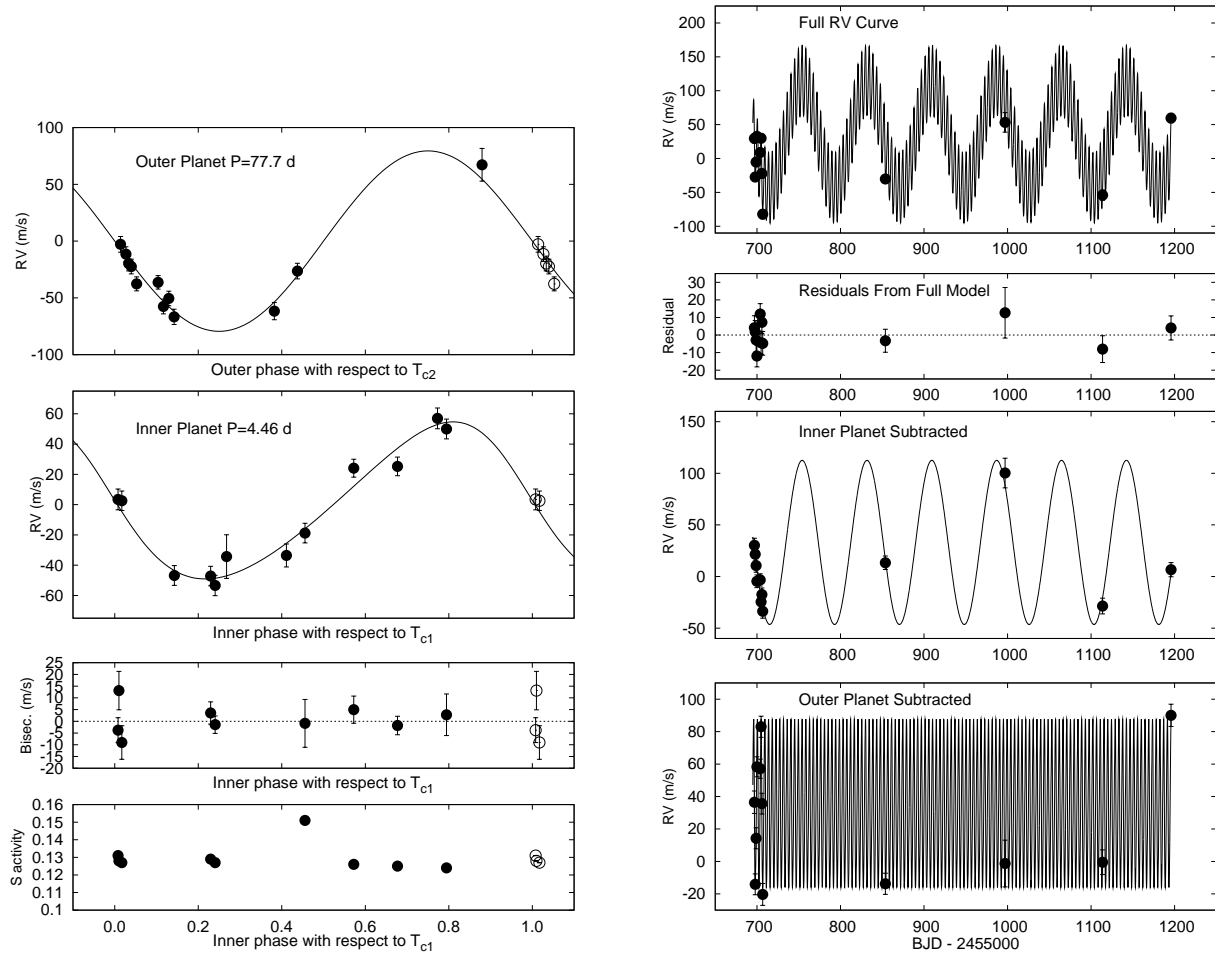 Outer Planet P=77.7 d
RV (m/s)
100
50
0
-50
-100
Outer phase with respect to Tc2
Inner Planet P=4.46 d
RV (m/s)
60
40
20
0
-20
-40
-60
Inner phase with respect to Tc1
Bisec. (m/s)
25
20
15
10
5
0
-5
-10
-15
-20
Inner phase with respect to Tc1
S activity
0.16
0.15
0.14
0.13
0.12
0.11
0.1
0.0 0.2 0.4 0.6 0.8 1.0
Inner phase with respect to Tc1
Full RV Curve
RV (m/s)
200
150
100
50
0
-50
-100
700 800 900 1000 1100 1200
Residuals From Full Model
Residual
30
20
10
0
-10
-20
700 800 900 1000 1100 1200
Inner Planet Subtracted
RV (m/s)
150
100
50
0
-50
700 800 900 1000 1100 1200
Outer Planet Subtracted
RV (m/s)
100
80
60
40
20
0
-20
700 800 900 1000 1100 1200
BJD - 2455000